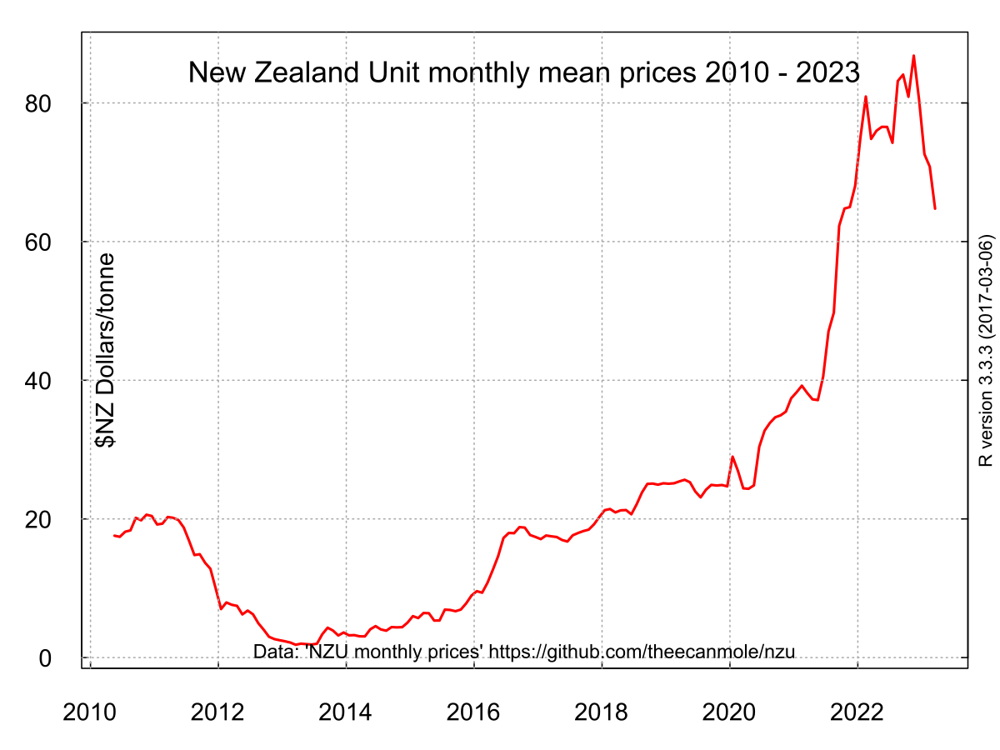 New Zealand Unit monthly mean prices 2010 - 2023
80
60
40
20
0
$NZ Dollars/tonne
R version 3.3.3 (2017-03-06)
Data: 'NZU monthly prices' https://github.com/theecanmole/nzu
2010 2012 2014 2016 2018 2020 2022